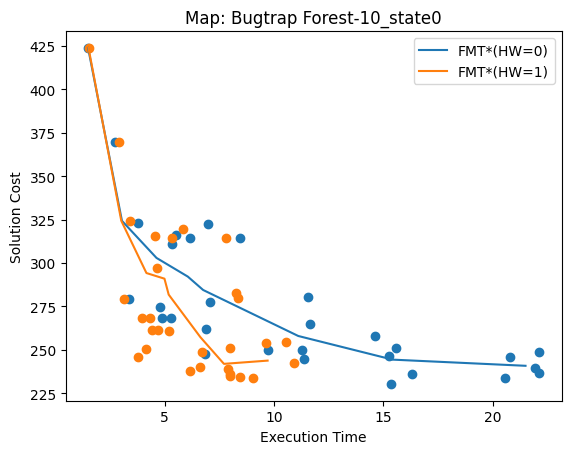 Map: Bugtrap Forest-10_state0
FMT*(HW=0)
FMT*(HW=1)
Solution Cost
425
400
375
350
325
300
275
250
225
5
10
15
20
Execution Time